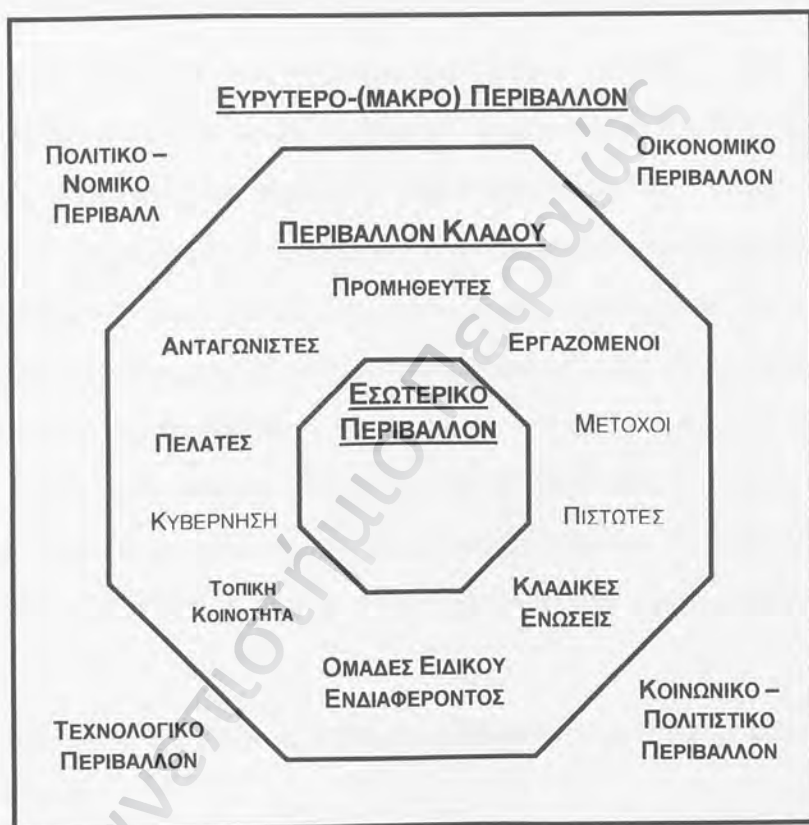 ΕΥΡΥΤΕΡΟ-(ΜΑΚΡΟ) ΠΕΡΙΒΑΛΛΟΝ
ΠΟΛΙΤΙΚΟ –
ΝΟΜΙΚΟ
ΠΕΡΙΒΑΛΛ
ΟΙΚΟΝΟΜΙΚΟ
ΠΕΡΙΒΑΛΛΟΝ
ΠΕΡΙΒΑΛΛΟΝ ΚΛΑΔΟΥ
ΠΡΟΜΗΘΕΥΤΕΣ
ΑΝΤΑΓΩΝΙΣΤΕΣ
ΕΡΓΑΖΟΜΕΝΟΙ
ΕΣΩΤΕΡΙΚΟ
ΠΕΡΙΒΑΛΛΟΝ
ΠΕΛΑΤΕΣ
ΜΕΤΟΧΟΙ
ΚΥΒΕΡΝΗΣΗ
ΠΙΣΤΩΤΕΣ
ΤΟΠΙΚΗ
ΚΟΙΝΟΤΗΤΑ
ΚΛΑΔΙΚΕΣ
ΕΝΩΣΕΙΣ
ΟΜΑΔΕΣ ΕΙΔΙΚΟΥ
ΕΝΔΙΑΦΕΡΟΝΤΟΣ
ΤΕΧΝΟΛΟΓΙΚΟ
ΠΕΡΙΒΑΛΛΟΝ
ΚΟΙΝΩΝΙΚΟ –
ΠΟΛΙΤΙΣΤΙΚΟ
ΠΕΡΙΒΑΛΛΟΝ
Πειραιώς